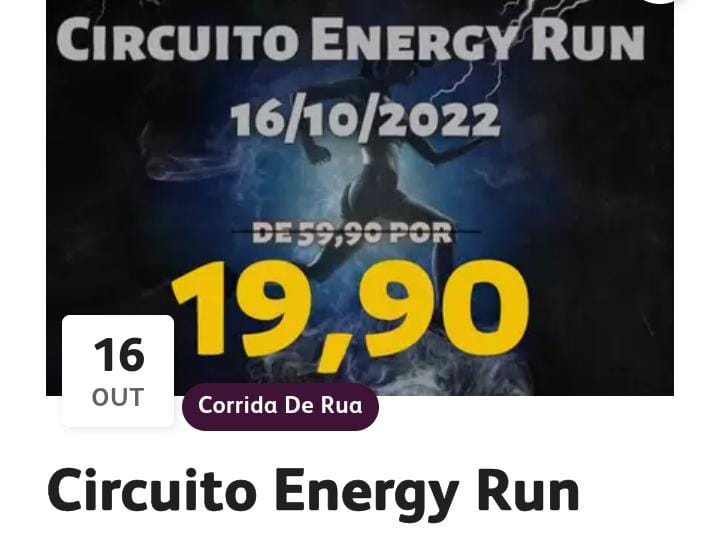 Circuito Energy Run
16/10/2022
DE 59,90 POR
19,90
16
OUT
Corrida De Rua
Circuito Energy Run